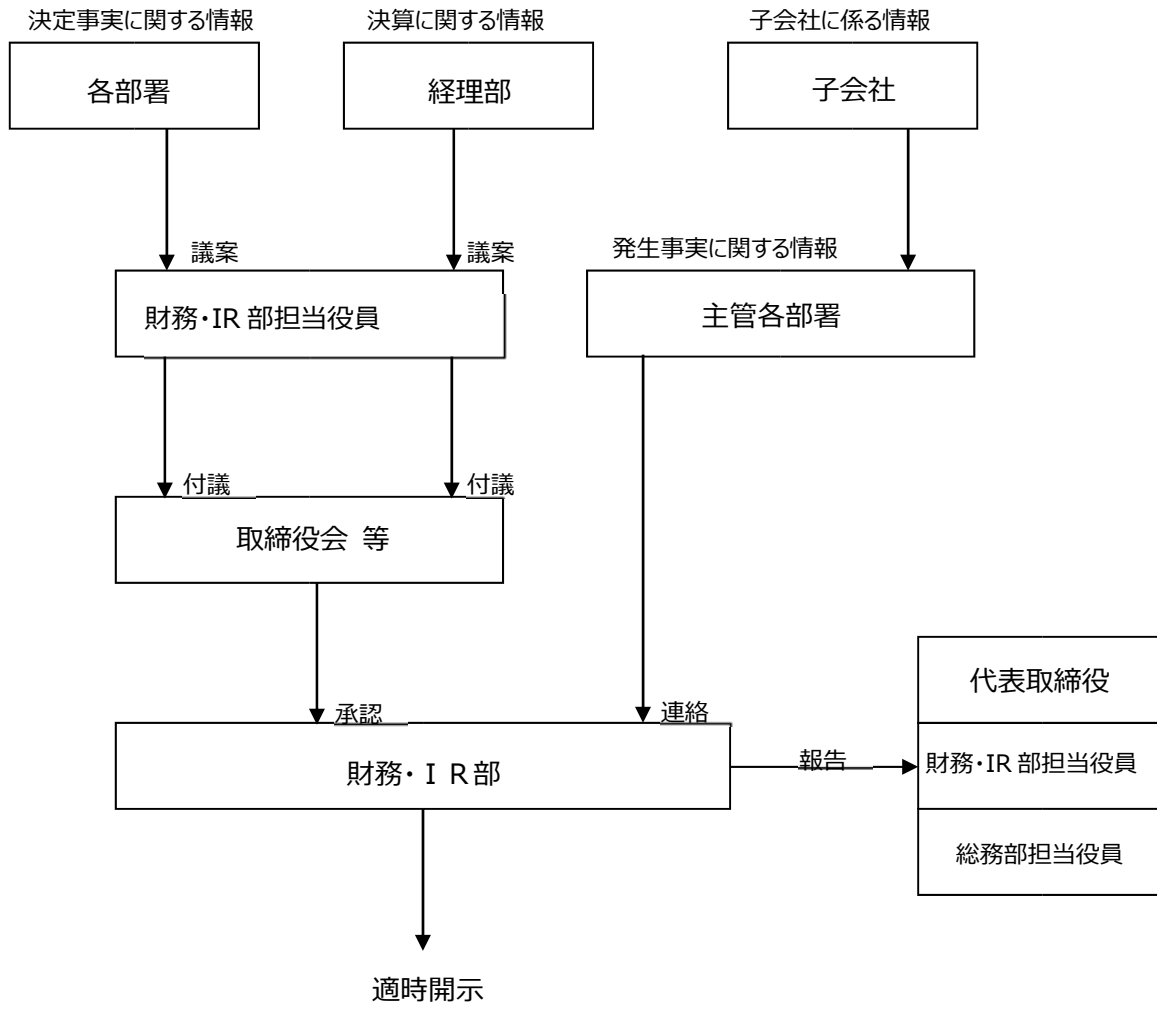 決定事実に関する情報
決算に関する情報
子会社に係る情報
各部署
経理部
子会社
議案
議案
発生事実に関する情報
財務・IR 部担当役員
主管各部署
付議
付議
取締役会 等
承認
連絡
代表取締役
財務・ＩＲ部
報告
財務・IR 部担当役員
総務部担当役員
適時開示